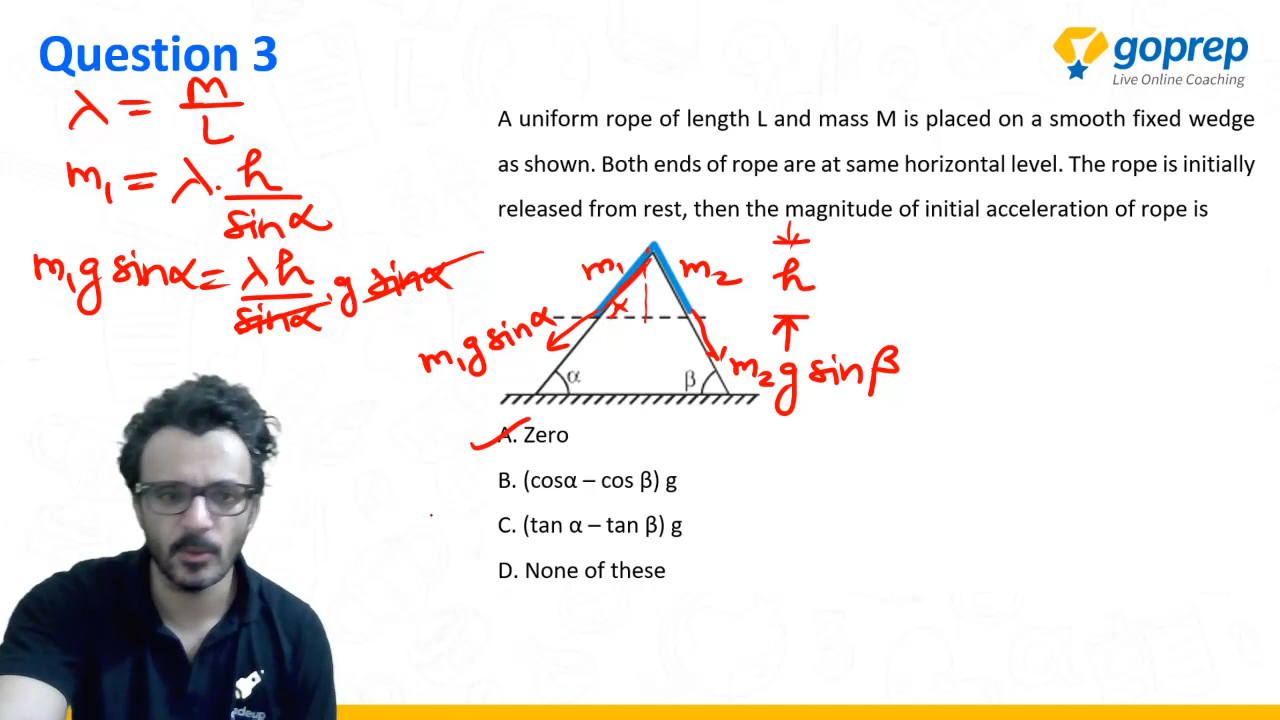 Question 3
goprep
Live Online Coaching
λ = M/L
m₁ = λ. h/sinα
m₁g sinα = λh/sinα . g sinα
A uniform rope of length L and mass M is placed on a smooth fixed wedge
as shown. Both ends of rope are at same horizontal level. The rope is initially
released from rest, then the magnitude of initial acceleration of rope is
m₁
m₂
h
α
m₁g sinα
m₂g sinβ
α
β
A. Zero
B. (cosα – cos β) g
C. (tan α – tan β) g
D. None of these